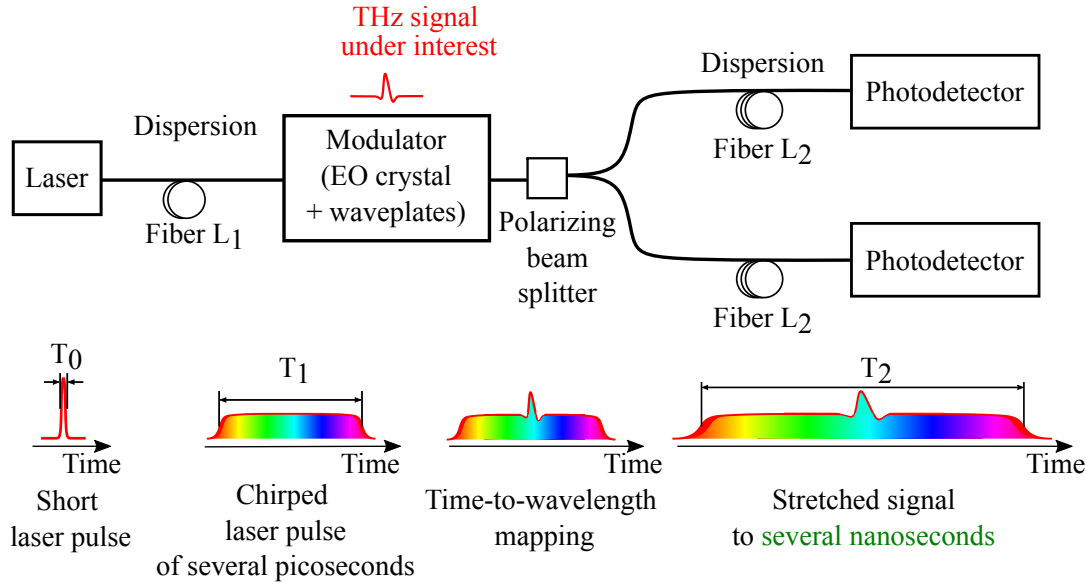 THz signal
under interest
Dispersion
Laser
Fiber L1
Modulator
(EO crystal
+ waveplates)
Polarizing
beam
splitter
Dispersion
Fiber L2
Photodetector
Fiber L2
Photodetector
T0
Time
Short
laser pulse
T1
Time
Chirped
laser pulse
of several picoseconds
Time
Time-to-wavelength
mapping
T2
Time
Stretched signal
to several nanoseconds